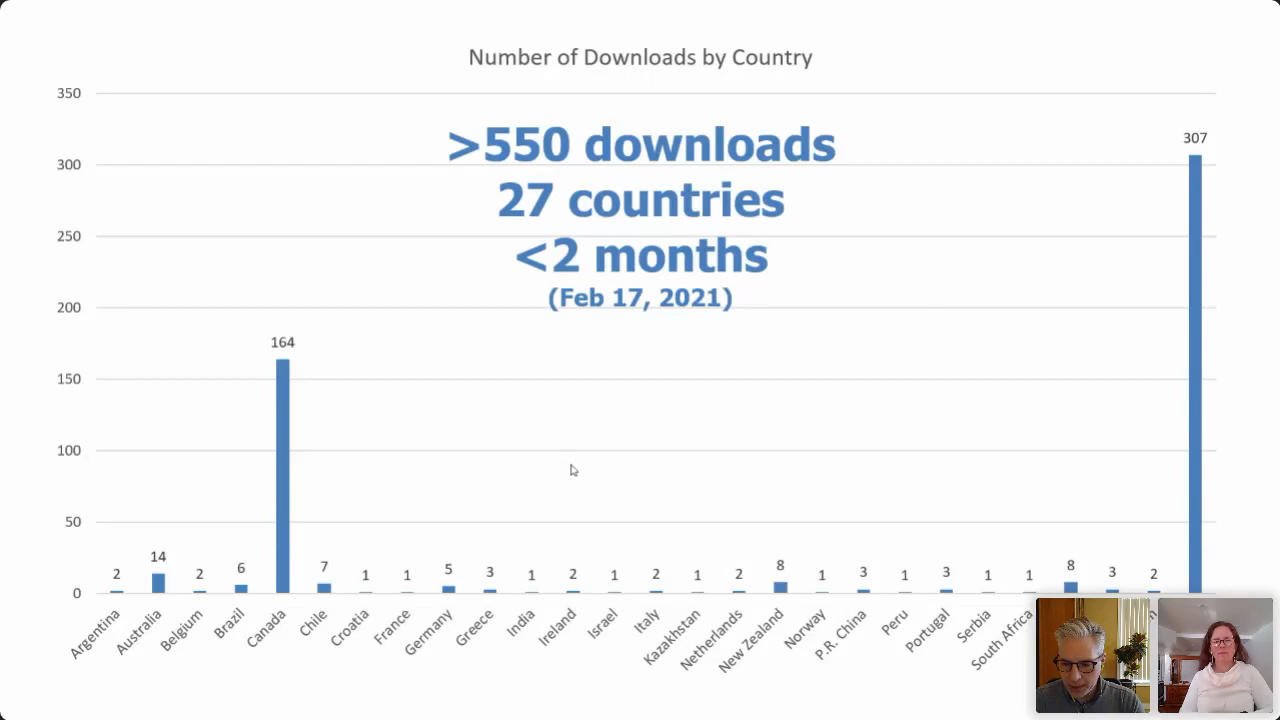 Number of Downloads by Country
350
>550 downloads
307
300
27 countries
250
<2 months
(Feb 17, 2021)
200
164
150
100
50
2
14
2
6
7
1
1
5
3
1
2
1
2
1
2
8
1
3
1
3
1
1
8
3
2
0
Argentina
Australia
Belgium
Brazil
Canada
Chile
Croatia
France
Germany
Greece
India
Ireland
Israel
Italy
Kazakhstan
Netherlands
New Zealand
Norway
P.R. China
Peru
Portugal
Serbia
South Africa